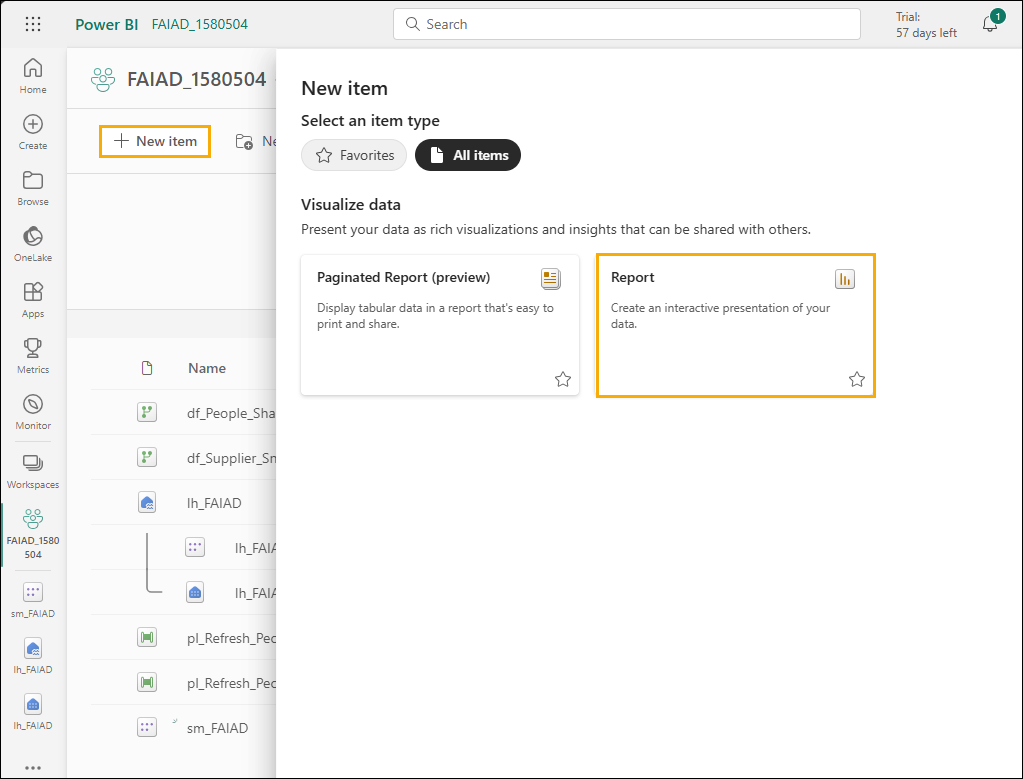 Power BI FAIAD_1580504
Search
Trial:
57 days left
1
Home
Create
Browse
OneLake
Apps
Metrics
Monitor
Workspaces
FAIAD_1580
504
sm_FAIAD
lh_FAIAD
lh_FAIAD
FAIAD_1580504
New item
Ne
Name
df_People_Sha
df_Supplier_Sn
lh_FAIAD
lh_FAIA
lh_FAIA
pl_Refresh_Peo
pl_Refresh_Peo
sm_FAIAD
New item
Select an item type
Favorites
All items
Visualize data
Present your data as rich visualizations and insights that can be shared with others.
Paginated Report (preview)
Display tabular data in a report that's easy to
print and share.
Report
Create an interactive presentation of your
data.